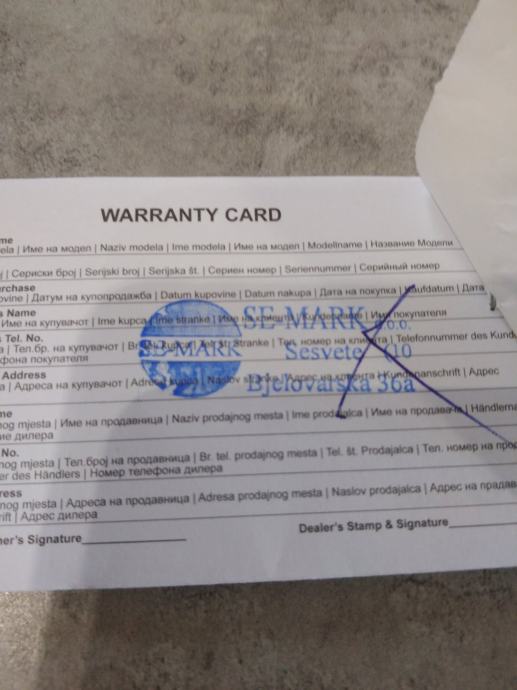 WARRANTY CARD
me
ela | Име на модел | Naziv modela | Ime modela | Име на модел | Modellname | Название Модели
j | Сериски број | Serijski broj | Serijska št. | Сериен номер | Seriennummer | Серийный номер
urchase
ovine | Датум на купопродажба | Datum kupovine | Datum nakupa | Дата на покупка | Kaufdatum | Дата
s Name
Име на купувачот | Ime kupca | Ime stranke | Име на | Имя покупателя
SE-MARK d.o.o.
s Tel. No.
а | Тел.бр. на купувачот | Br. tel. kupca | Tel. št. Stranke | Тел. номер на клиента | Telefonnummer des Kund
фона покупателя
SE-MARK
Sesvete
Address
а | Адреса на купувачот | Adresa kupca | Naslov stranke | Адрес на клиента | Kundenanschrift | Адрес
Bjelovarska 36a
me
nog mjesta | Име на продавница | Naziv prodajnog mesta | Ime prodajalca | Име на продавача | Händlerna
ие дилера
No.
nog mjesta | Тел.број на продавница | Br. tel. prodajnog mesta | Tel. št. Prodajalca | Тел. номер на про
er des Händlers | Номер телефона дилера
ress
nog mjesta | Адреса на продавница | Adresa prodajnog mesta | Naslov prodajalca | Адрес на продав
rift | Адрес дилера
ner's Signature
Dealer's Stamp & Signature